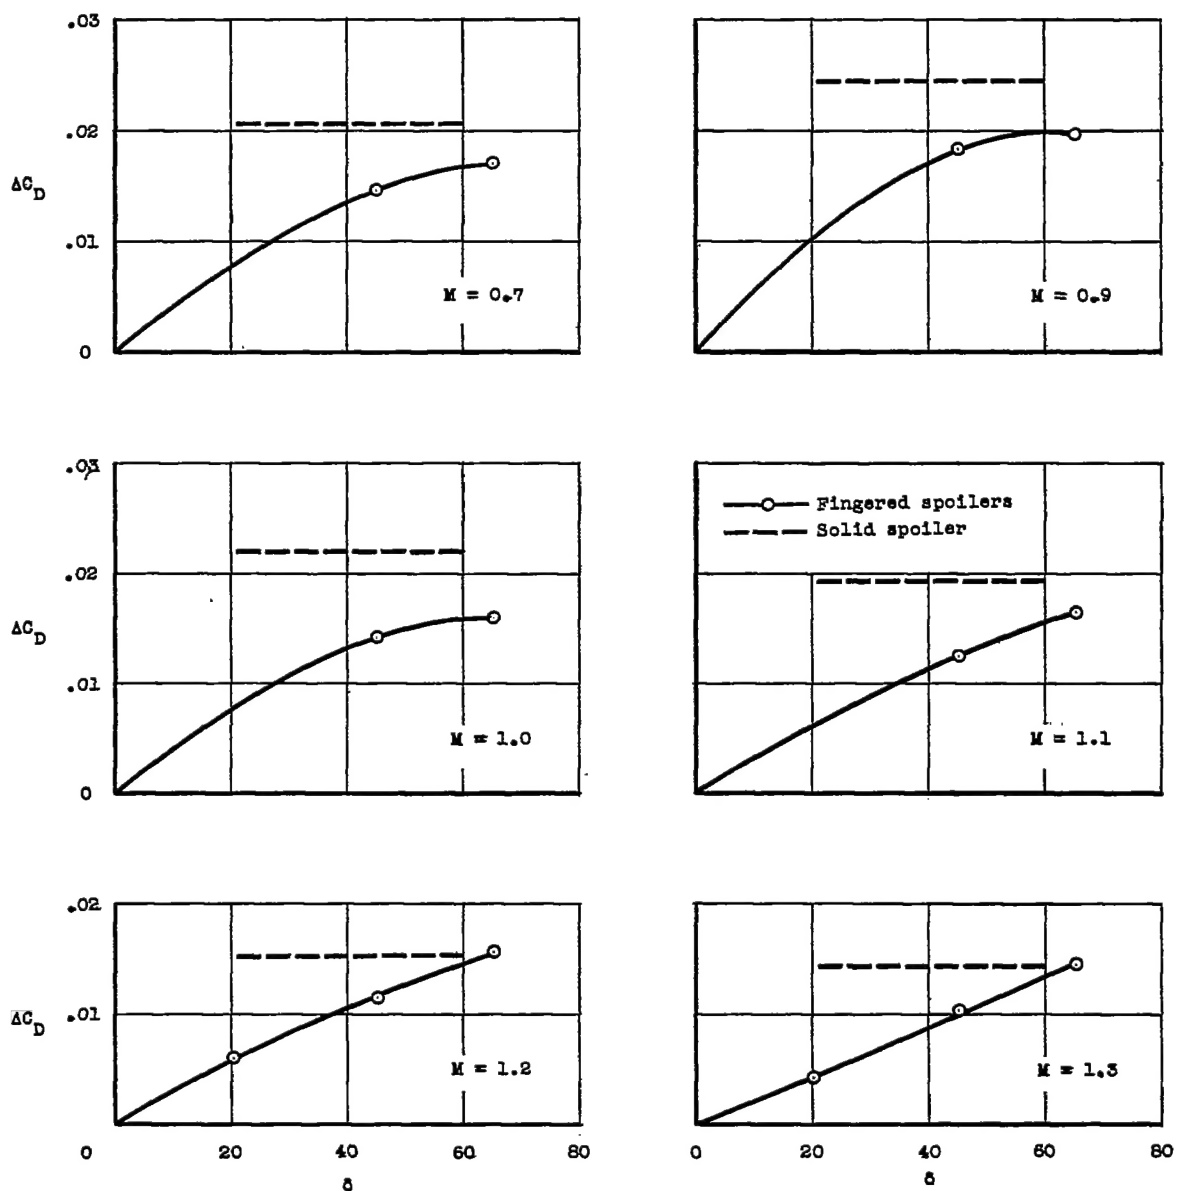 .03
.02
ΔC_D
.01
M = 0.7
M = 0.9
0
.03
Fingered spoilers
Solid spoiler
.02
ΔC_D
.01
M = 1.0
M = 1.1
0
.02
ΔC_D
.01
M = 1.2
M = 1.3
0 20 40 60 80 0 20 40 60 80
δ δ